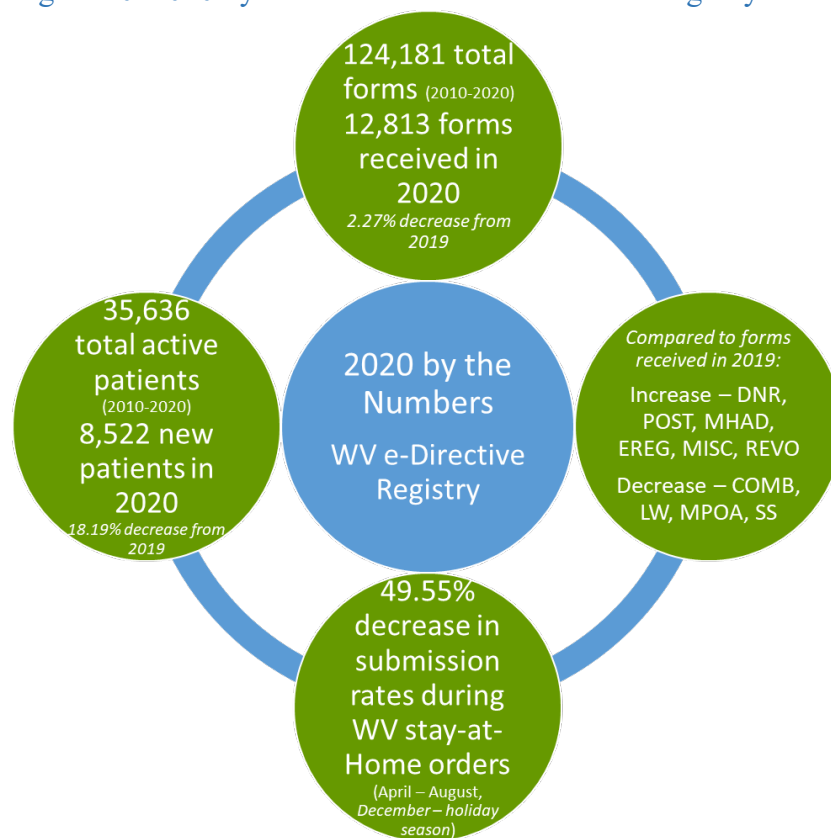 124,181 total
forms (2010-2020)
12,813 forms
received in
2020
2.27% decrease from
2019
35,636
total active
patients
(2010-2020)
8,522 new
patients in
2020
18.19% decrease from
2019
2020 by the
Numbers
WV e-Directive
Registry
Compared to forms
received in 2019:
Increase – DNR,
POST, MHAD,
EREG, MISC, REVO
Decrease – COMB,
LW, MPOA, SS
49.55%
decrease in
submission
rates during
WV stay-at-
Home orders
(April – August,
December – holiday
season)